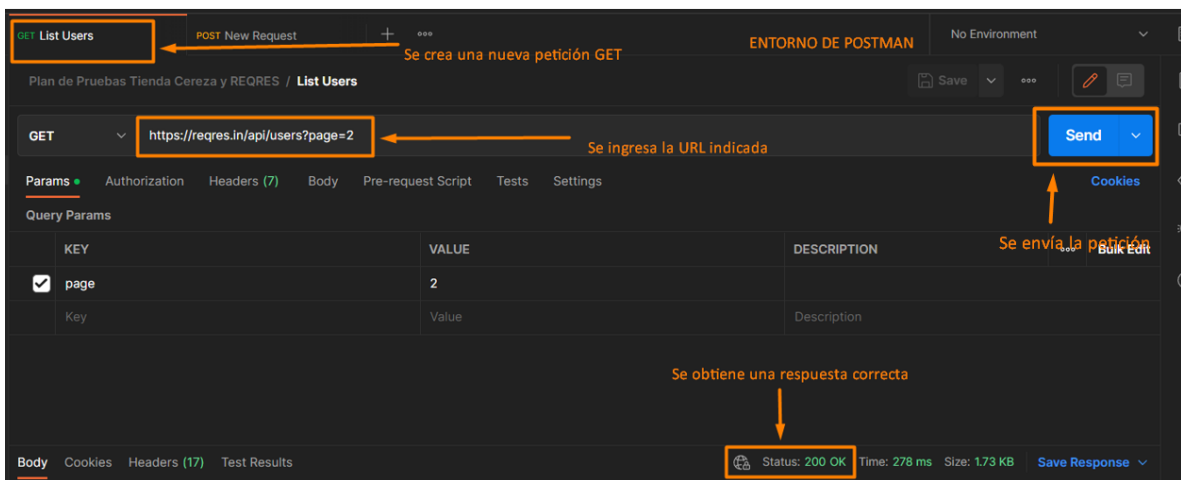 GET List Users
POST New Request
Se crea una nueva petición GET
ENTORNO DE POSTMAN
No Environment
Plan de Pruebas Tienda Cereza y REQRES / List Users
Save
GET
https://reqres.in/api/users?page=2
Se ingresa la URL indicada
Send
Params
Authorization
Headers (7)
Body
Pre-request Script
Tests
Settings
Cookies
Query Params
Se envía la petición
KEY
VALUE
DESCRIPTION
Bulk Edit
page
2
Key
Value
Description
Se obtiene una respuesta correcta
Body
Cookies
Headers (17)
Test Results
Status: 200 OK
Time: 278 ms
Size: 1.73 KB
Save Response